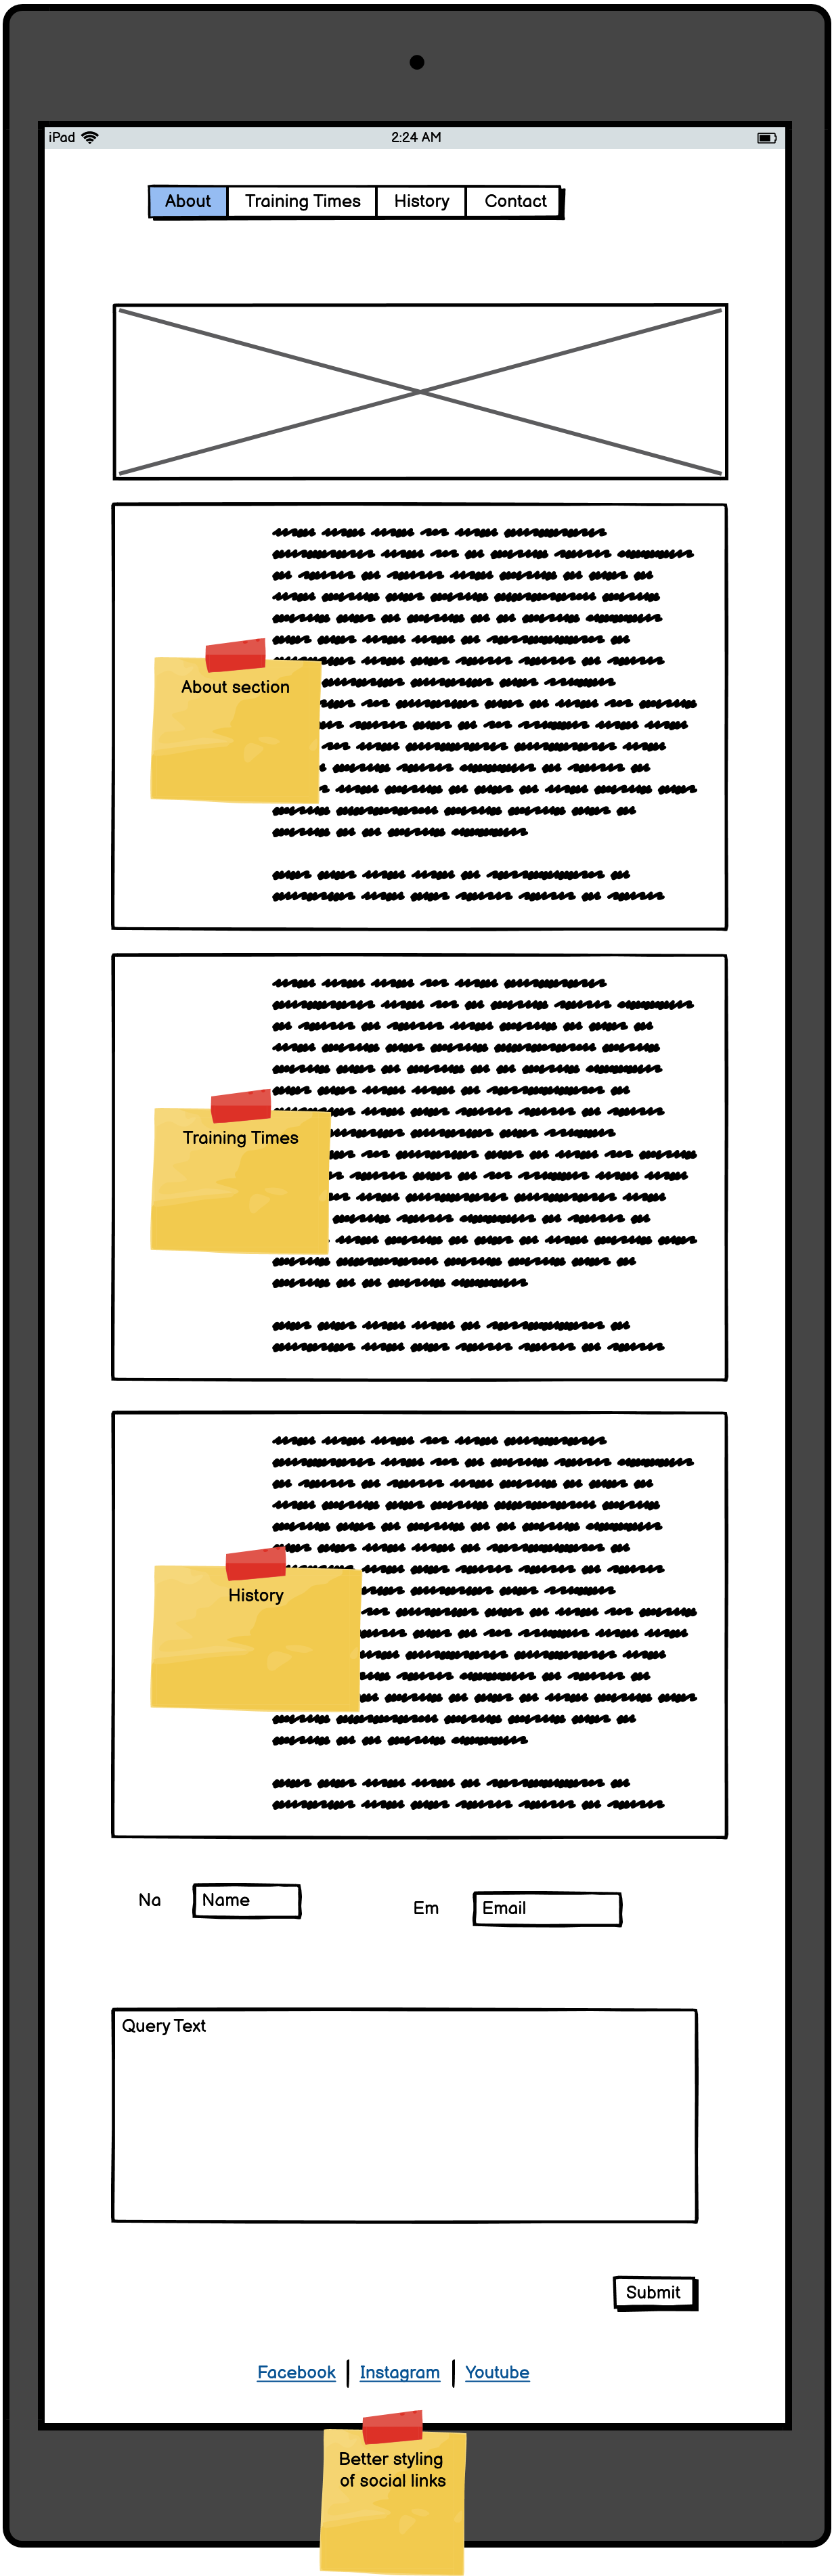 iPad 2:24 AM
About Training Times History Contact
About section
Training Times
History
Na Name Em Email
Query Text
Submit
Facebook Instagram Youtube
Better styling
of social links